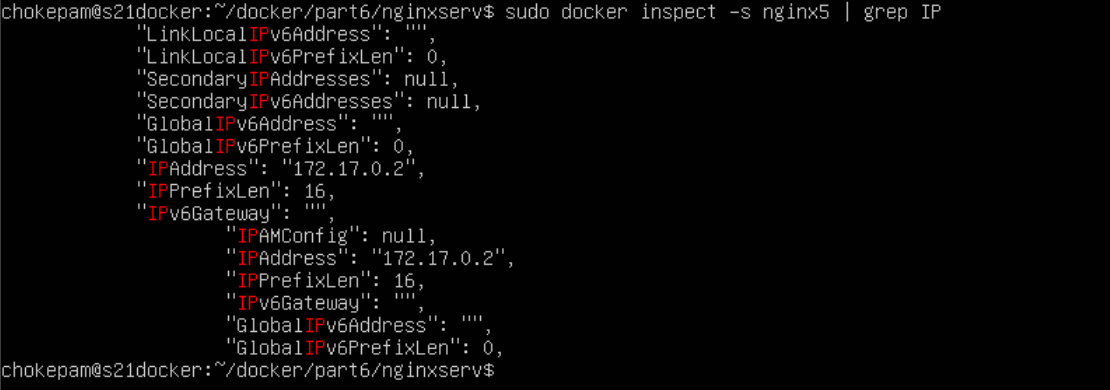 chokepam@s21docker:~/docker/part6/nginxserv$ sudo docker inspect -s nginx5 | grep IP
"LinkLocalIPv6Address": "",
"LinkLocalIPv6PrefixLen": 0,
"SecondaryIPAddresses": null,
"SecondaryIPv6Addresses": null,
"GlobalIPv6Address": "",
"GlobalIPv6PrefixLen": 0,
"IPAddress": "172.17.0.2",
"IPPrefixLen": 16,
"IPv6Gateway": "",
"IPAMConfig": null,
"IPAddress": "172.17.0.2",
"IPPrefixLen": 16,
"IPv6Gateway": "",
"GlobalIPv6Address": "",
"GlobalIPv6PrefixLen": 0,
chokepam@s21docker:~/docker/part6/nginxserv$